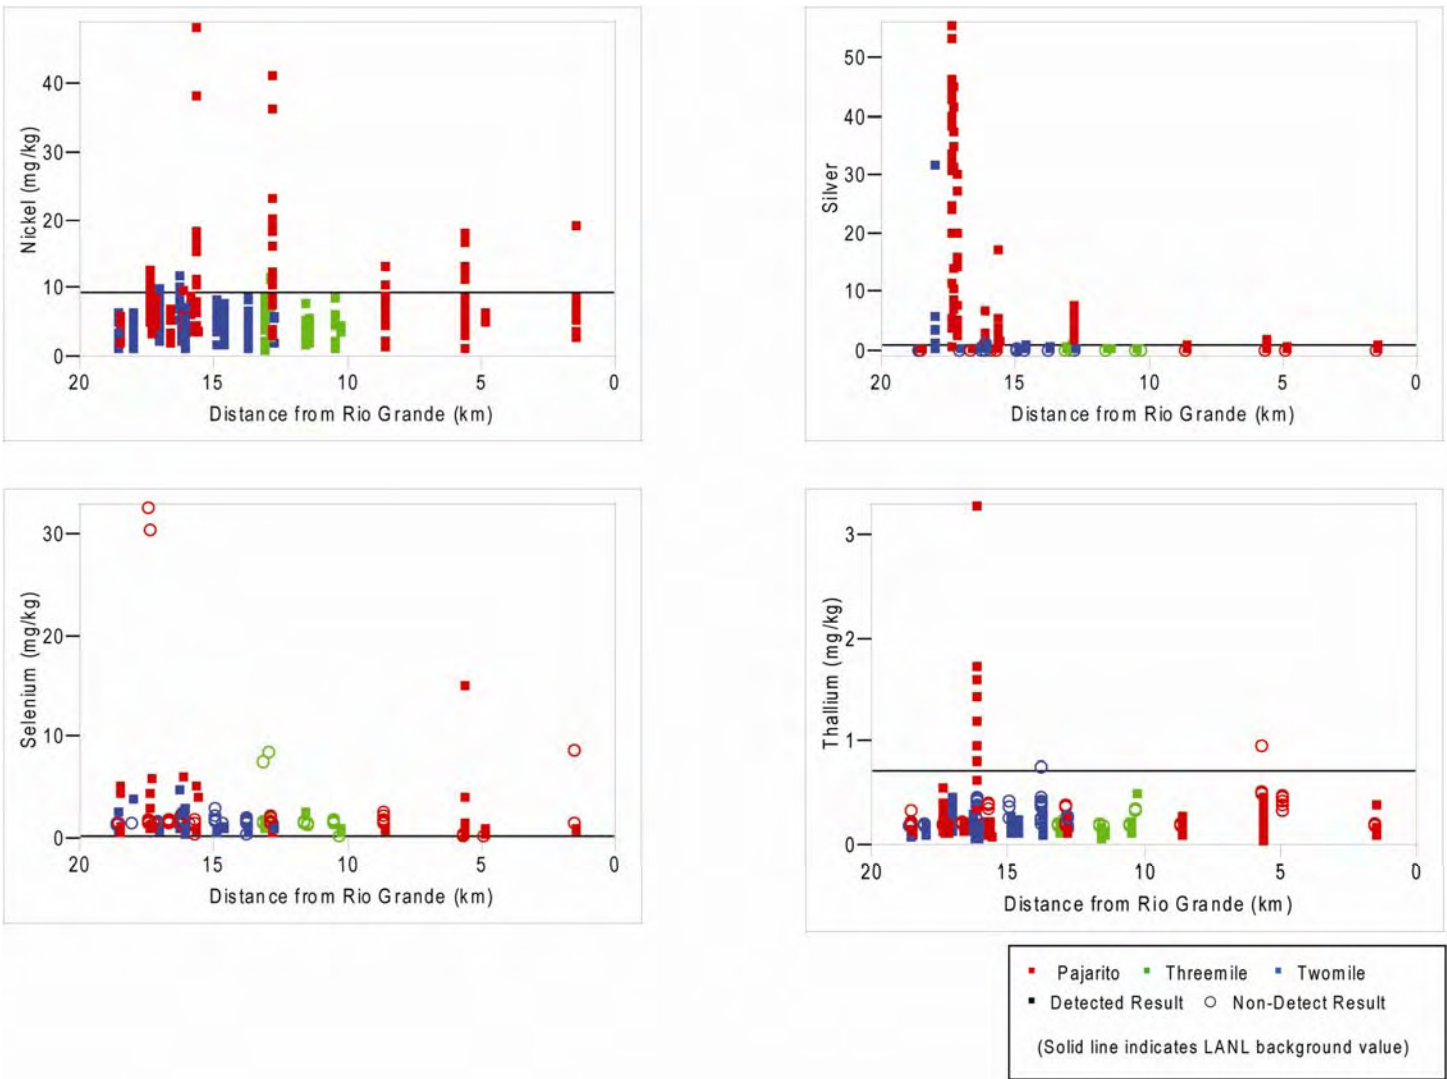 Nickel (mg/kg)
40
30
20
10
0
20 15 10 5 0
Distance from Rio Grande (km)
Silver
50
40
30
20
10
0
20 15 10 5 0
Distance from Rio Grande (km)
Selenium (mg/kg)
30
20
10
0
20 15 10 5 0
Distance from Rio Grande (km)
Thallium (mg/kg)
3
2
1
0
20 15 10 5 0
Distance from Rio Grande (km)
Pajarito Threemile Twomile
Detected Result Non-Detect Result
(Solid line indicates LANL background value)